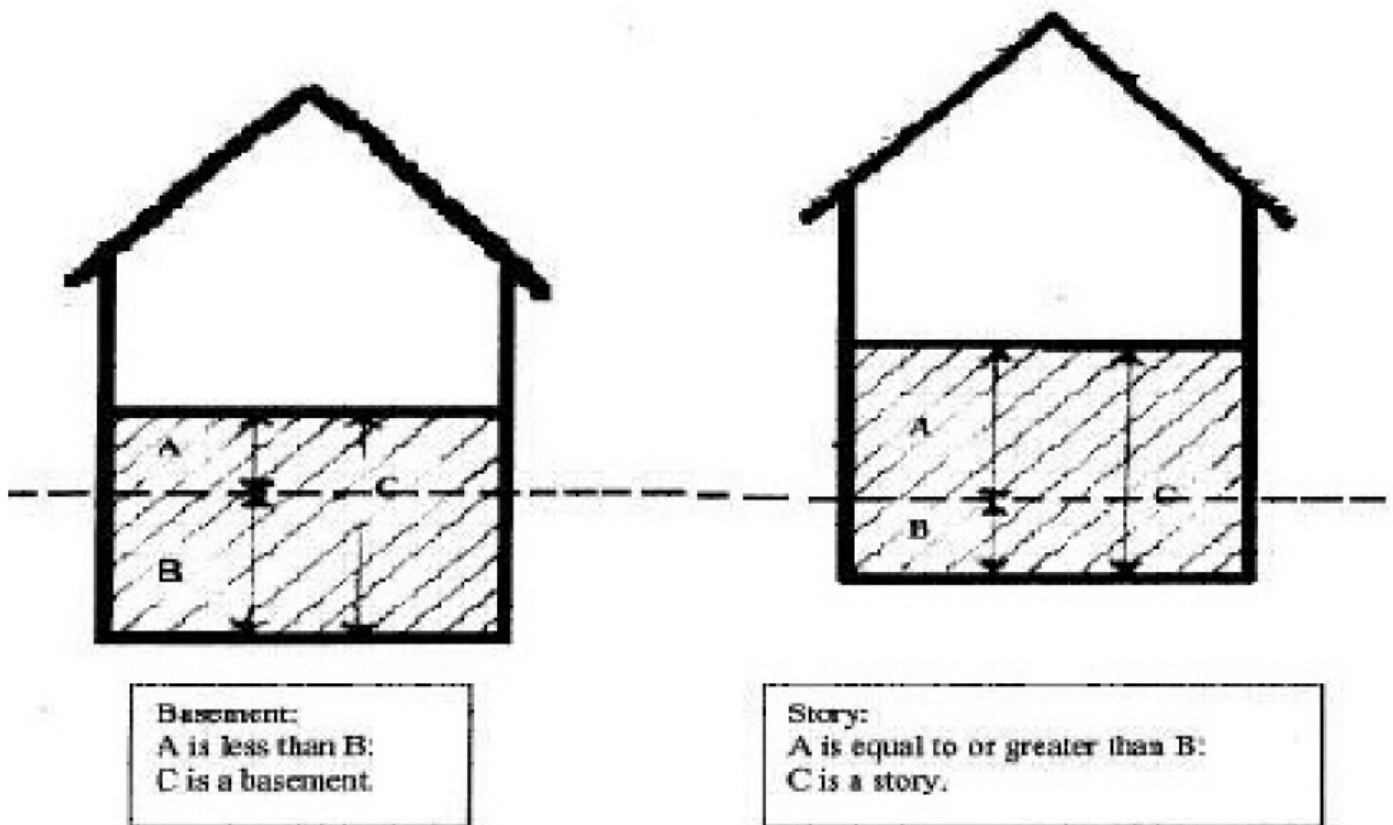 A
C
B
A
C
B
Basement:
A is less than B:
C is a basement.
Story:
A is equal to or greater than B:
C is a story.